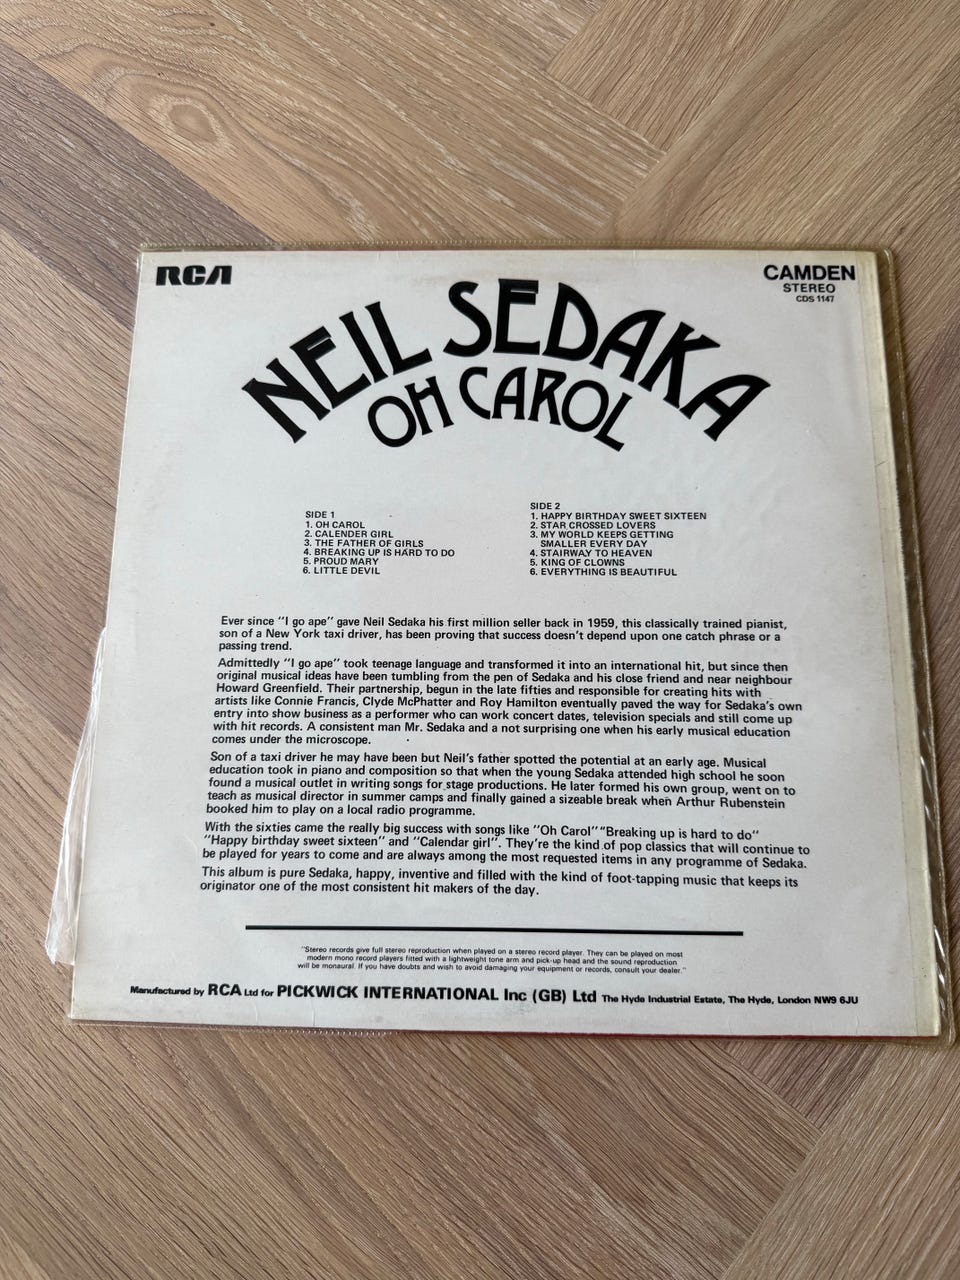 RCA
CAMDEN
STEREO
CDS 1147
NEIL SEDAKA
OH CAROL
SIDE 1
1. OH CAROL
2. CALENDER GIRL
3. THE FATHER OF GIRLS
4. BREAKING UP IS HARD TO DO
5. PROUD MARY
6. LITTLE DEVIL
SIDE 2
1. HAPPY BIRTHDAY SWEET SIXTEEN
2. STAR CROSSED LOVERS
3. MY WORLD KEEPS GETTING
SMALLER EVERY DAY
4. STAIRWAY TO HEAVEN
5. KING OF CLOWNS
6. EVERYTHING IS BEAUTIFUL
Ever since "I go ape" gave Neil Sedaka his first million seller back in 1959, this classically trained pianist,
son of a New York taxi driver, has been proving that success doesn't depend upon one catch phrase or a
passing trend.
Admittedly "I go ape" took teenage language and transformed it into an international hit, but since then
original musical ideas have been tumbling from the pen of Sedaka and his close friend and near neighbour
Howard Greenfield. Their partnership, begun in the late fifties and responsible for creating hits with
artists like Connie Francis, Clyde McPhatter and Roy Hamilton eventually paved the way for Sedaka's own
entry into show business as a performer who can work concert dates, television specials and still come up
with hit records. A consistent man Mr. Sedaka and a not surprising one when his early musical education
comes under the microscope.
Son of a taxi driver he may have been but Neil's father spotted the potential at an early age. Musical
education took in piano and composition so that when the young Sedaka attended high school he soon
found a musical outlet in writing songs for stage productions. He later formed his own group, went on to
teach as musical director in summer camps and finally gained a sizeable break when Arthur Rubenstein
booked him to play on a local radio programme.
With the sixties came the really big success with songs like "Oh Carol" "Breaking up is hard to do"
"Happy birthday sweet sixteen" and "Calendar girl". They're the kind of pop classics that will continue to
be played for years to come and are always among the most requested items in any programme of Sedaka.
This album is pure Sedaka, happy, inventive and filled with the kind of foot-tapping music that keeps its
originator one of the most consistent hit makers of the day.
"Stereo records give full stereo reproduction when played on a stereo record player. They can be played on most
modern mono record players fitted with a lightweight tone arm and pick-up head and the sound reproduction
will be monaural. If you have doubts and wish to avoid damaging your equipment or records, consult your dealer."
Manufactured by RCA Ltd for PICKWICK INTERNATIONAL Inc (GB) Ltd The Hyde Industrial Estate, The Hyde, London NW9 6JU